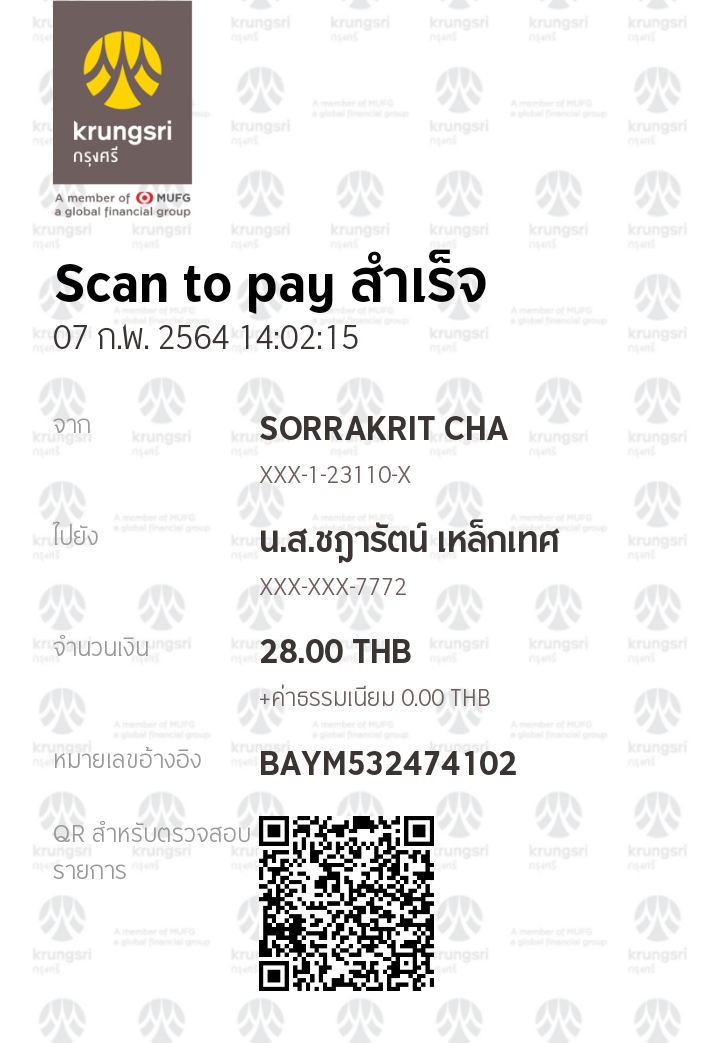 krungsri
กรุงศรี
A member of MUFG
a global financial group
Scan to pay สำเร็จ
07 ก.พ. 2564 14:02:15
จาก
SORRAKRIT CHA
XXX-1-23110-X
ไปยัง
น.ส.ชฎารัตน์ เหล็กเทศ
XXX-XXX-7772
จำนวนเงิน
28.00 THB
+ค่าธรรมเนียม 0.00 THB
หมายเลขอ้างอิง
BAYM532474102
QR สำหรับตรวจสอบ
รายการ